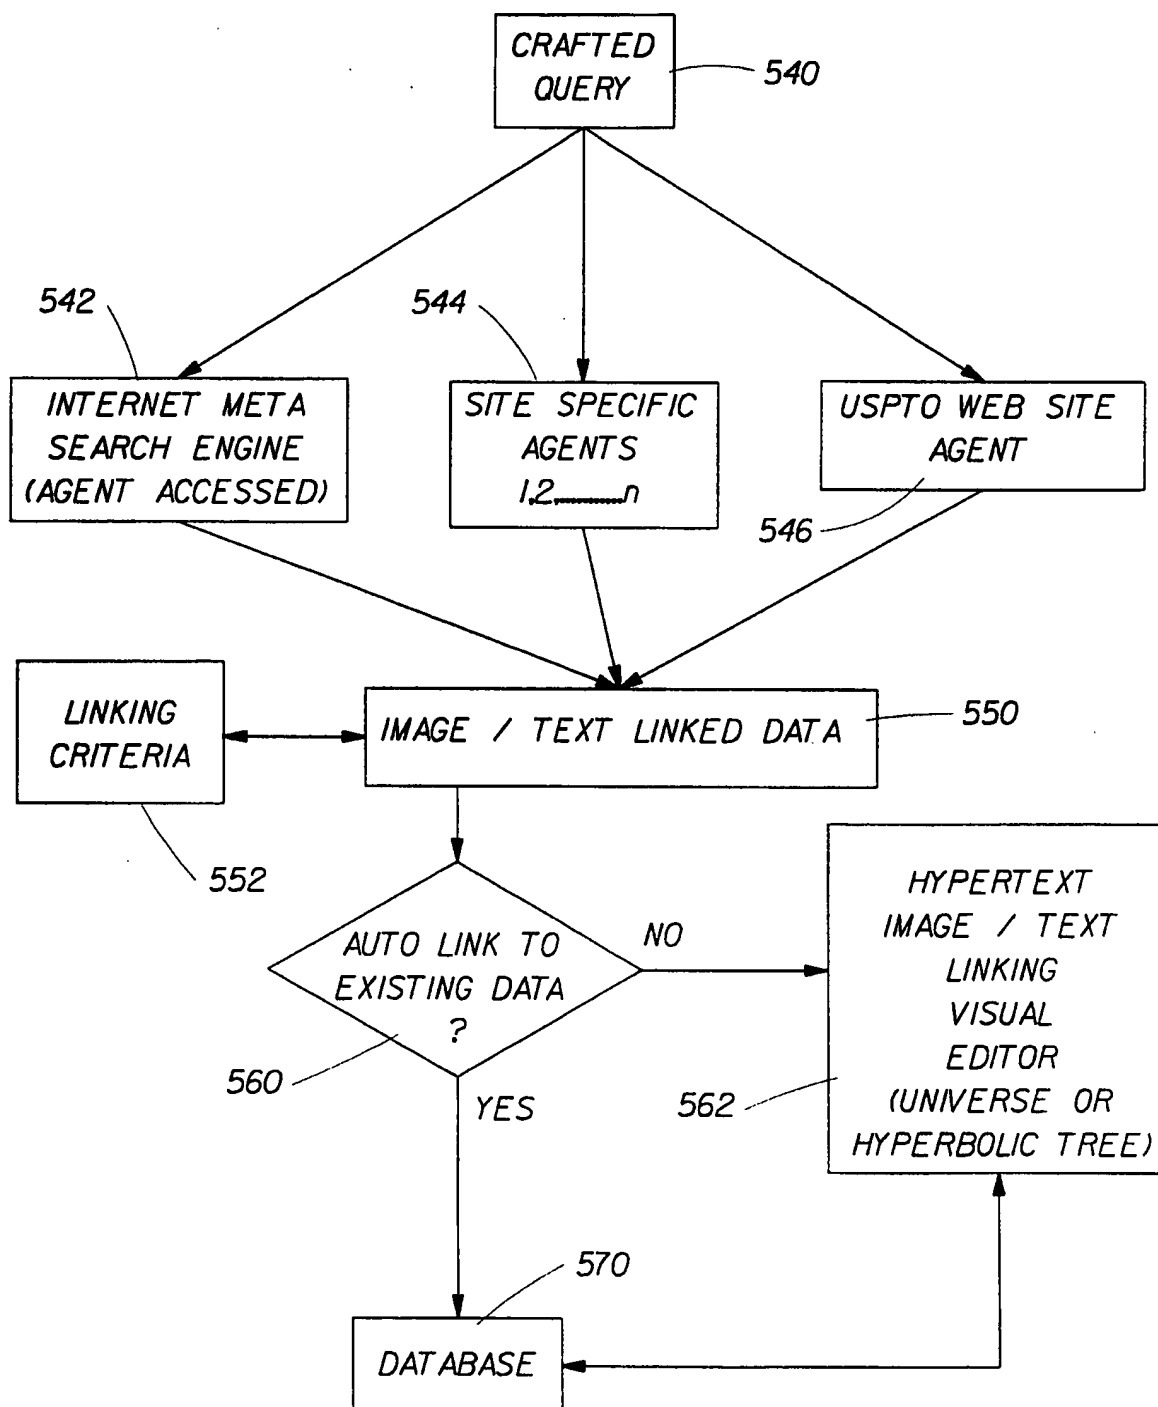 CRAFTED
QUERY
540
542
544
INTERNET META
SEARCH ENGINE
(AGENT ACCESSED)
SITE SPECIFIC
AGENTS
1,2..........n
USPTO WEB SITE
AGENT
546
LINKING
CRITERIA
IMAGE / TEXT LINKED DATA
550
552
AUTO LINK TO
EXISTING DATA
?
NO
560
YES
HYPERTEXT
IMAGE / TEXT
LINKING
VISUAL
EDITOR
(UNIVERSE OR
HYPERBOLIC TREE)
562
570
DATABASE